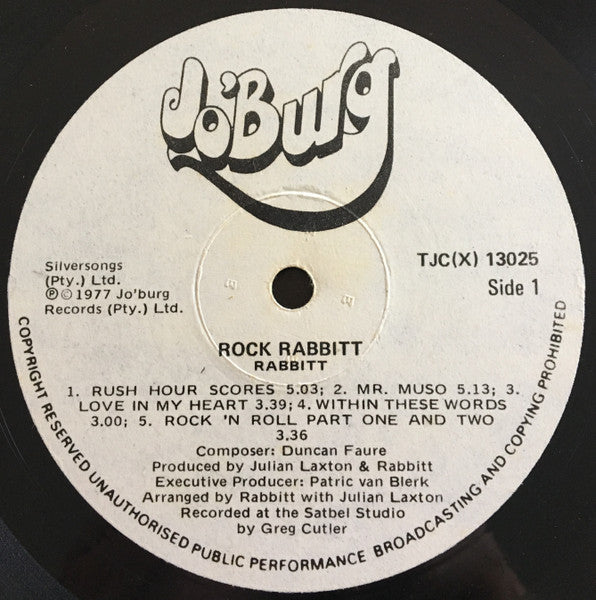 Jo'Burg
Silversongs
(Pty.) Ltd.
℗ © 1977 Jo'burg
Records (Pty.) Ltd.
TJC(X) 13025
Side 1
ROCK RABBITT
RABBITT
1. RUSH HOUR SCORES 5.03; 2. MR. MUSO 5.13; 3.
LOVE IN MY HEART 3.39; 4. WITHIN THESE WORDS
3.00; 5. ROCK 'N ROLL PART ONE AND TWO
3.36
Composer: Duncan Faure
Produced by Julian Laxton & Rabbitt
Executive Producer: Patric van Blerk
Arranged by Rabbitt with Julian Laxton
Recorded at the Satbel Studio
by Greg Cutler
COPYRIGHT RESERVED UNAUTHORISED PUBLIC PERFORMANCE BROADCASTING AND COPYING PROHIBITED